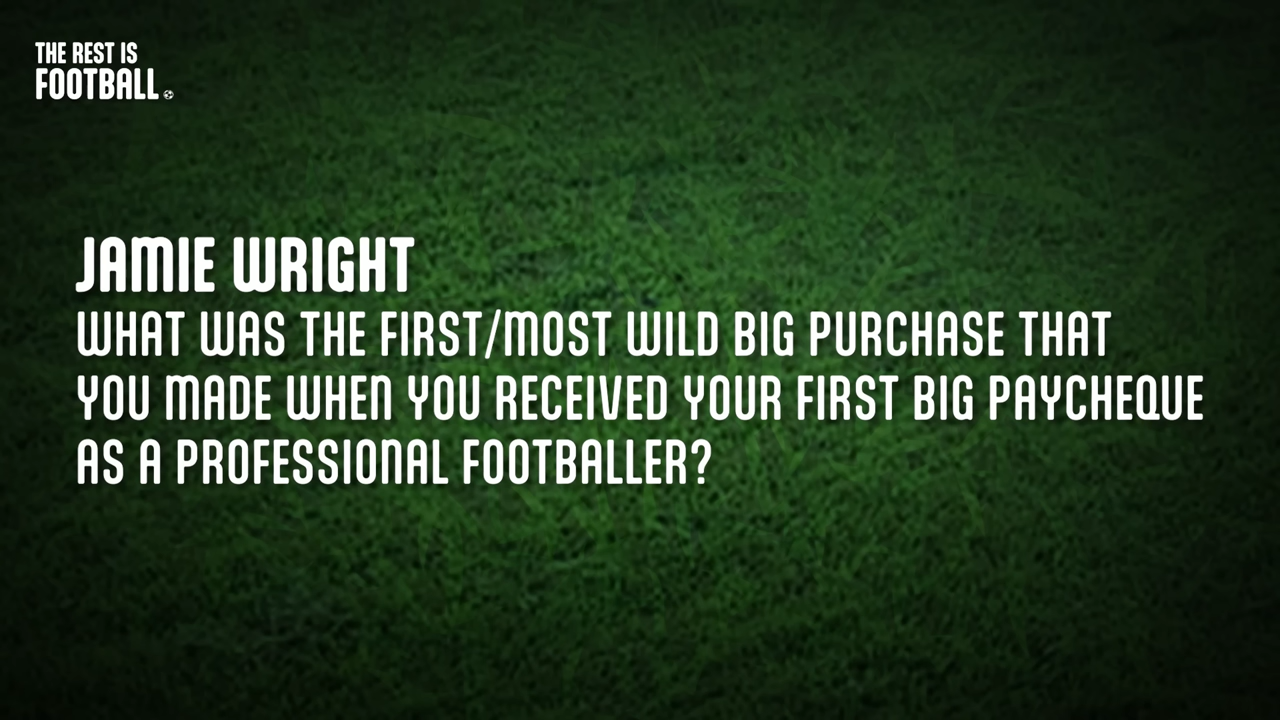 THE REST IS
FOOTBALL.
JAMIE WRIGHT
WHAT WAS THE FIRST/MOST WILD BIG PURCHASE THAT
YOU MADE WHEN YOU RECEIVED YOUR FIRST BIG PAYCHEQUE
AS A PROFESSIONAL FOOTBALLER?